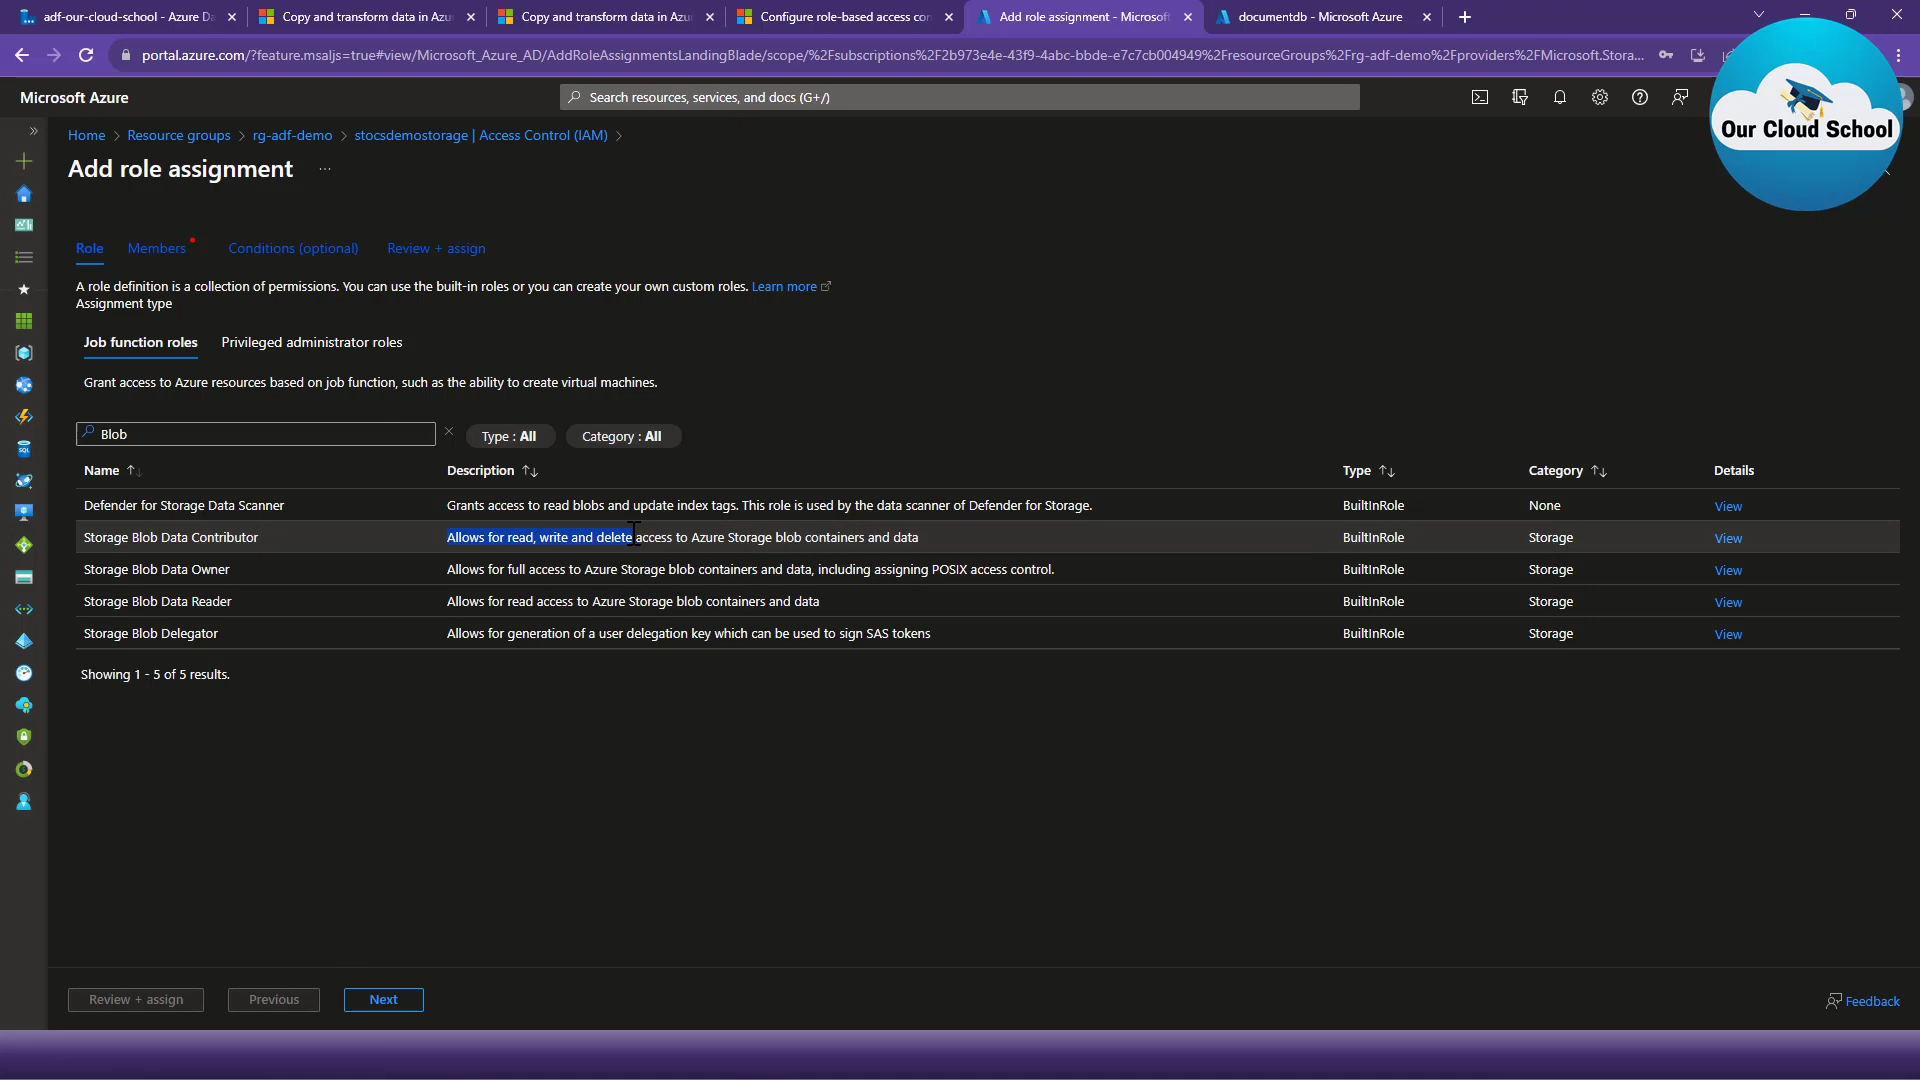 adf-our-cloud-school - Azure Da
Copy and transform data in Azu
Copy and transform data in Azu
Configure role-based access con
Add role assignment - Microsoft
documentdb - Microsoft Azure
portal.azure.com/?feature.msaljs=true#view/Microsoft_Azure_AD/AddRoleAssignmentsLandingBlade/scope/%2Fsubscriptions%2F2b973e4e-43f9-4abc-bbde-e7c7cb004949%2FresourceGroups%2Frg-adf-demo%2Fproviders%2FMicrosoft.Stora...
Microsoft Azure
Search resources, services, and docs (G+/)
Our Cloud School
Home > Resource groups > rg-adf-demo > stocsdemostorage | Access Control (IAM) >
Add role assignment ...
Role Members Conditions (optional) Review + assign
A role definition is a collection of permissions. You can use the built-in roles or you can create your own custom roles. Learn more
Assignment type
Job function roles Privileged administrator roles
Grant access to Azure resources based on job function, such as the ability to create virtual machines.
Blob Type : All Category : All
Name Description Type Category Details
Defender for Storage Data Scanner Grants access to read blobs and update index tags. This role is used by the data scanner of Defender for Storage. BuiltInRole None View
Storage Blob Data Contributor Allows for read, write and delete access to Azure Storage blob containers and data BuiltInRole Storage View
Storage Blob Data Owner Allows for full access to Azure Storage blob containers and data, including assigning POSIX access control. BuiltInRole Storage View
Storage Blob Data Reader Allows for read access to Azure Storage blob containers and data BuiltInRole Storage View
Storage Blob Delegator Allows for generation of a user delegation key which can be used to sign SAS tokens BuiltInRole Storage View
Showing 1 - 5 of 5 results.
Review + assign Previous Next
Feedback